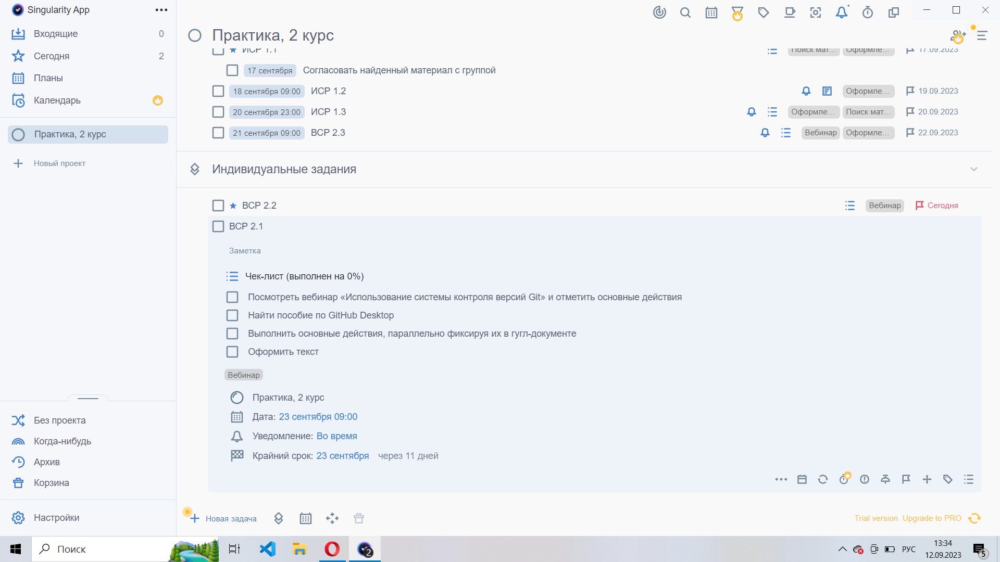 Singularity App
Входящие 0
Сегодня 2
Планы
Календарь
Практика, 2 курс
Новый проект
Без проекта
Когда-нибудь
Архив
Корзина
Настройки
Практика, 2 курс
ИСР 1.1 Поиск мат... Оформле... 17.09.2023
17 сентября Согласовать найденный материал с группой
18 сентября 09:00 ИСР 1.2 Оформле... 19.09.2023
20 сентября 23:00 ИСР 1.3 Оформле... Поиск мат... 20.09.2023
21 сентября 09:00 ВСР 2.3 Вебинар Оформле... 22.09.2023
Индивидуальные задания
ВСР 2.2 Вебинар Сегодня
ВСР 2.1
Заметка
Чек-лист (выполнен на 0%)
Посмотреть вебинар «Использование системы контроля версий Git» и отметить основные действия
Найти пособие по GitHub Desktop
Выполнить основные действия, параллельно фиксируя их в гугл-документе
Оформить текст
Вебинар
Практика, 2 курс
Дата: 23 сентября 09:00
Уведомление: Во время
Крайний срок: 23 сентября через 11 дней
Новая задача
Trial version. Upgrade to PRO
Поиск
2
РУС
13:34
12.09.2023
5